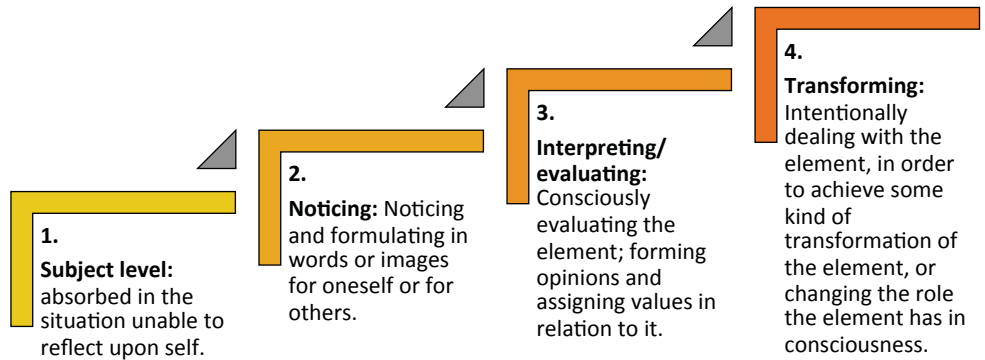 1.
Subject level:
absorbed in the
situation unable to
reflect upon self.
2.
Noticing: Noticing
and formulating in
words or images
for oneself or for
others.
3.
Interpreting/
evaluating:
Consciously
evaluating the
element; forming
opinions and
assigning values in
relation to it.
4.
Transforming:
Intentionally
dealing with the
element, in order
to achieve some
kind of
transformation of
the element, or
changing the role
the element has in
consciousness.